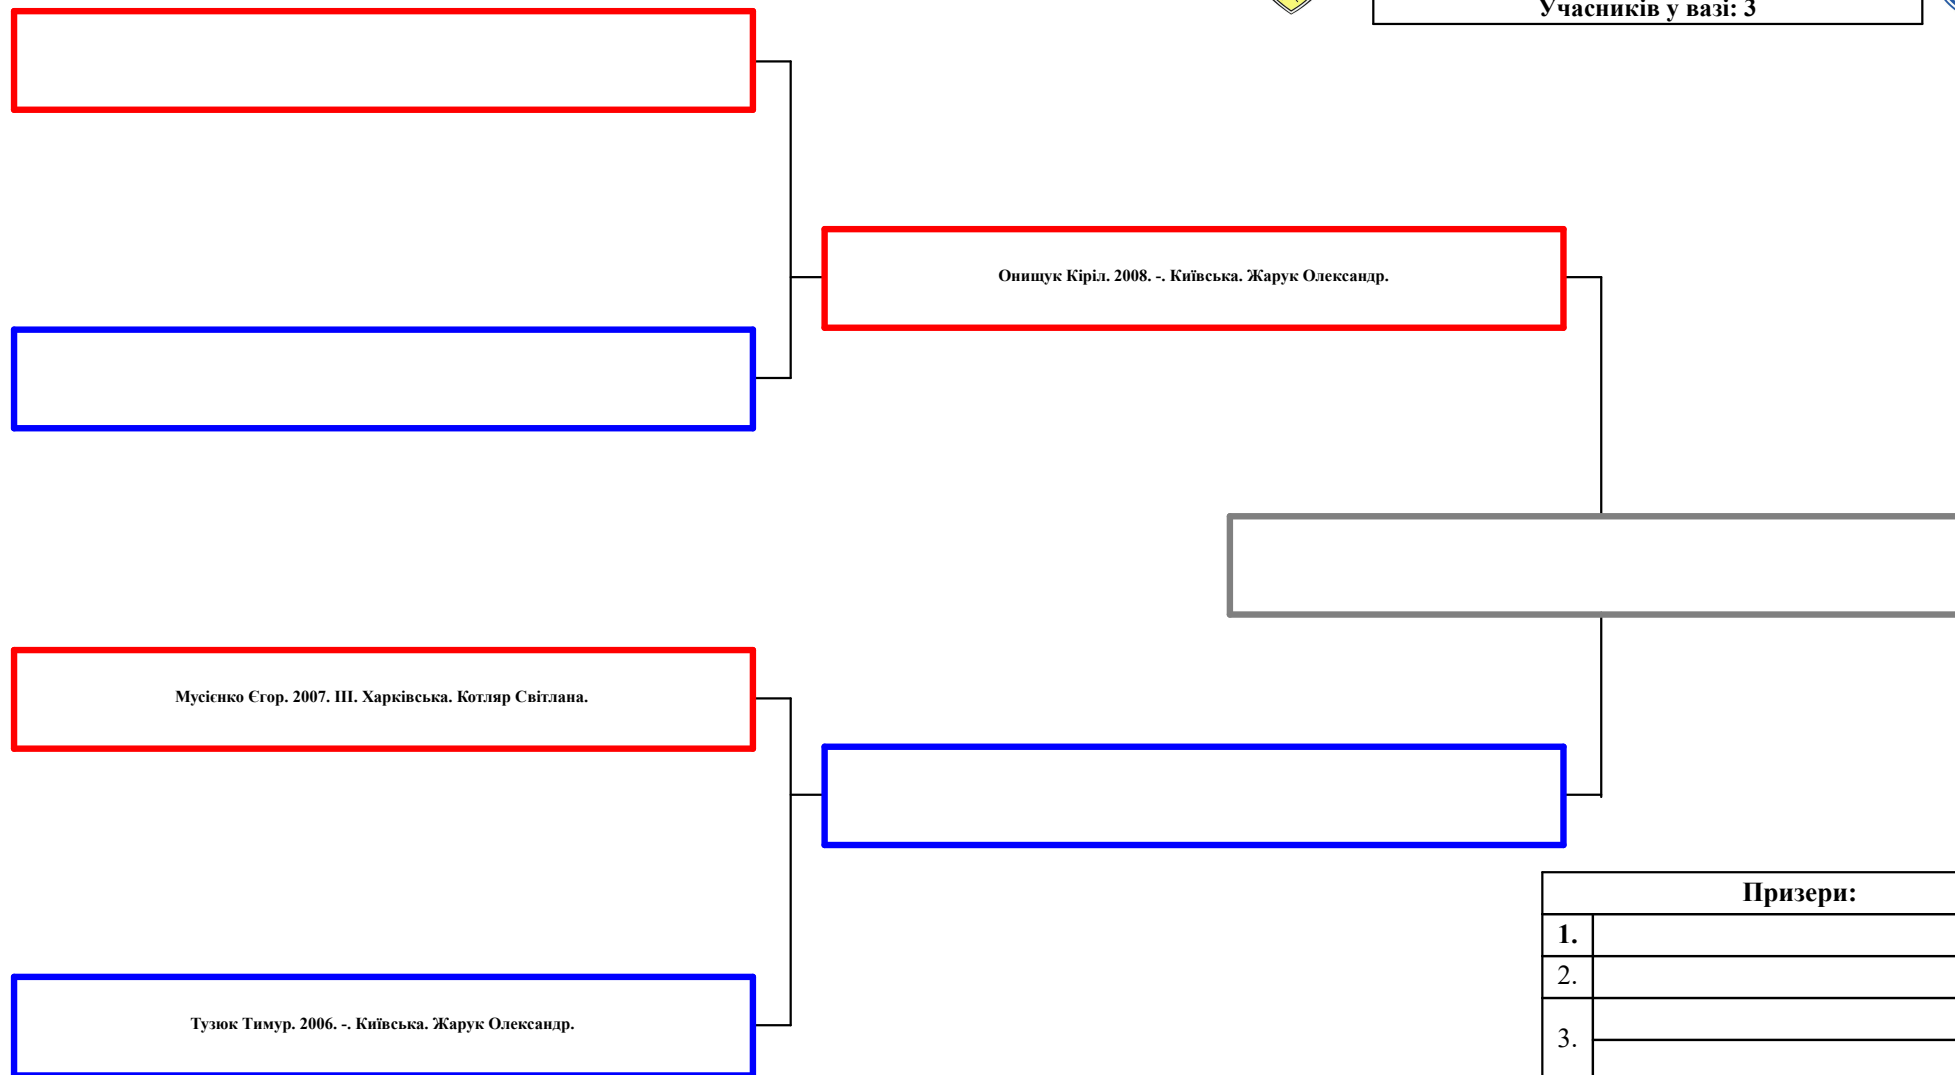 Учасників у вазі: 3
Онищук Кіріл. 2008. -. Київська. Жарук Олександр.
Мусієнко Єгор. 2007. III. Харківська. Котляр Світлана.
Тузюк Тимур. 2006. -. Київська. Жарук Олександр.
Призери:
1.
2.
3.